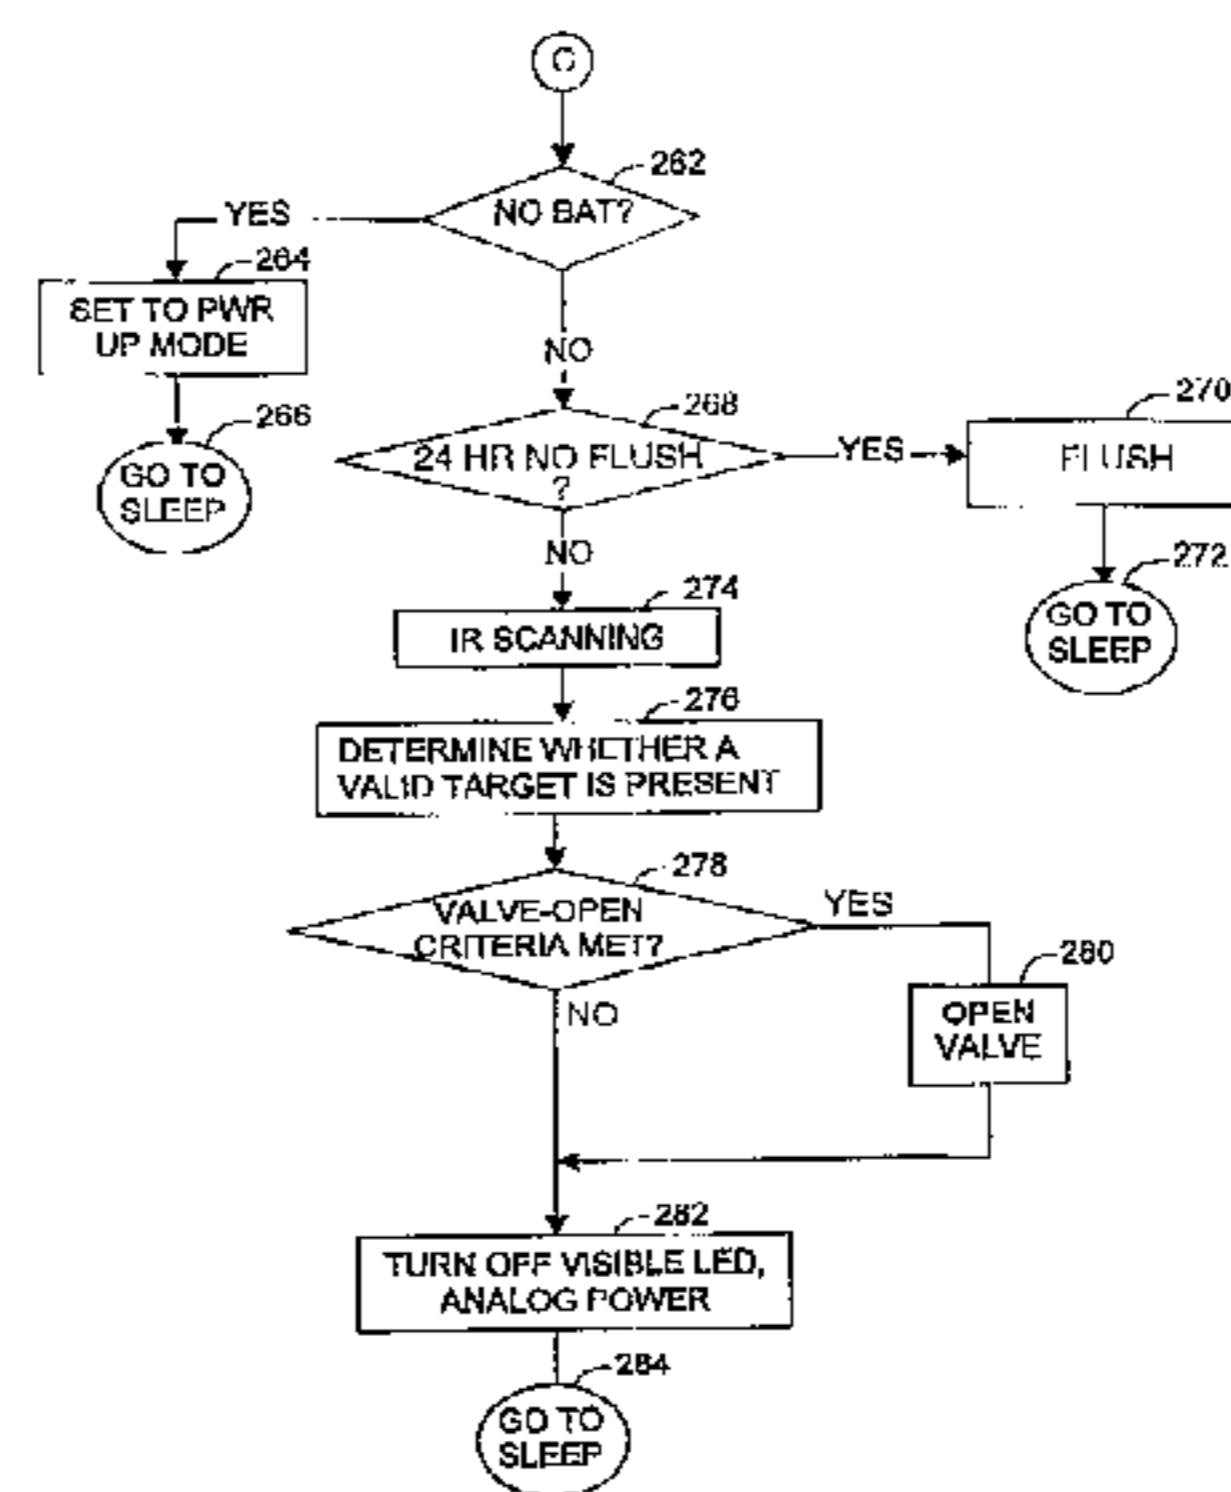 C
262
NO BAT?
YES
264
SET TO PWR
UP MODE
NO
266
GO TO
SLEEP
268
24 HR NO FLUSH
?
YES
270
FLUSH
NO
272
GO TO
SLEEP
274
IR SCANNING
276
DETERMINE WHETHER A
VALID TARGET IS PRESENT
278
VALVE-OPEN
CRITERIA MET?
YES
280
OPEN
VALVE
NO
282
TURN OFF VISIBLE LED,
ANALOG POWER
284
GO TO
SLEEP